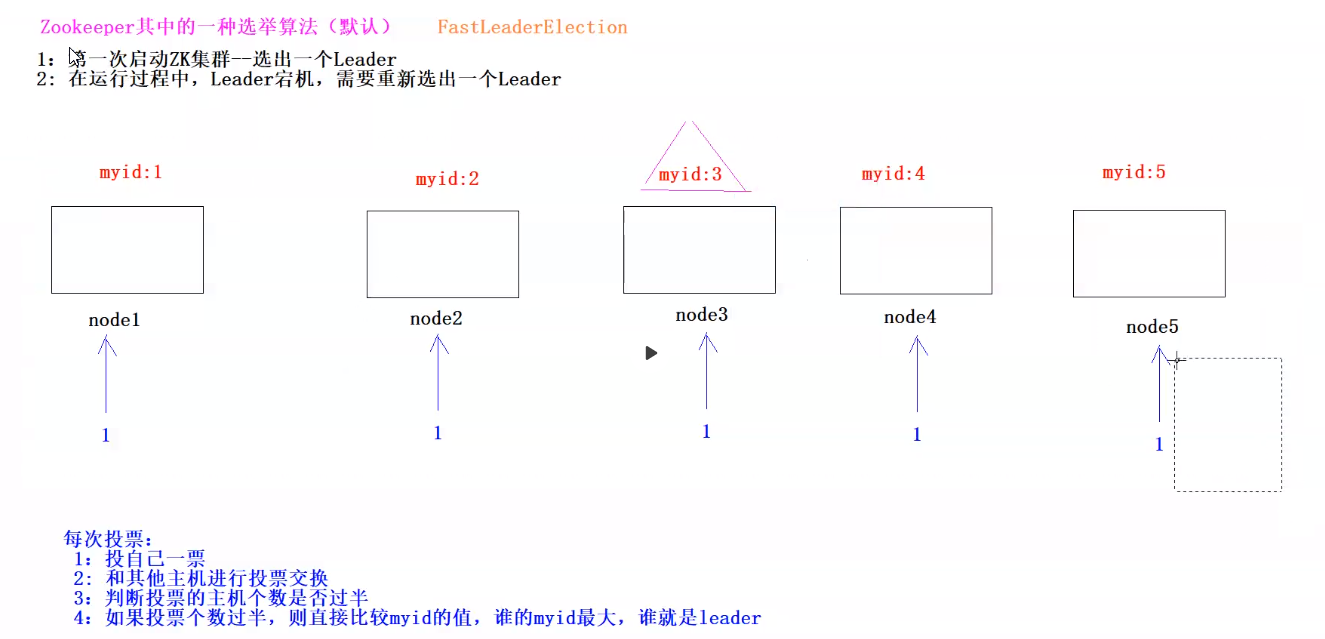 Zookeeper其中的一种选举算法（默认） FastLeaderElection
1: 第一次启动ZK集群--选出一个Leader
2: 在运行过程中，Leader宕机，需要重新选出一个Leader
myid:1 myid:2 myid:3 myid:4 myid:5
node1 node2 node3 node4 node5
1 1 1 1 1
每次投票:
1: 投自己一票
2: 和其他主机进行投票交换
3: 判断投票的主机个数是否过半
4: 如果投票个数过半，则直接比较myid的值，谁的myid最大，谁就是leader